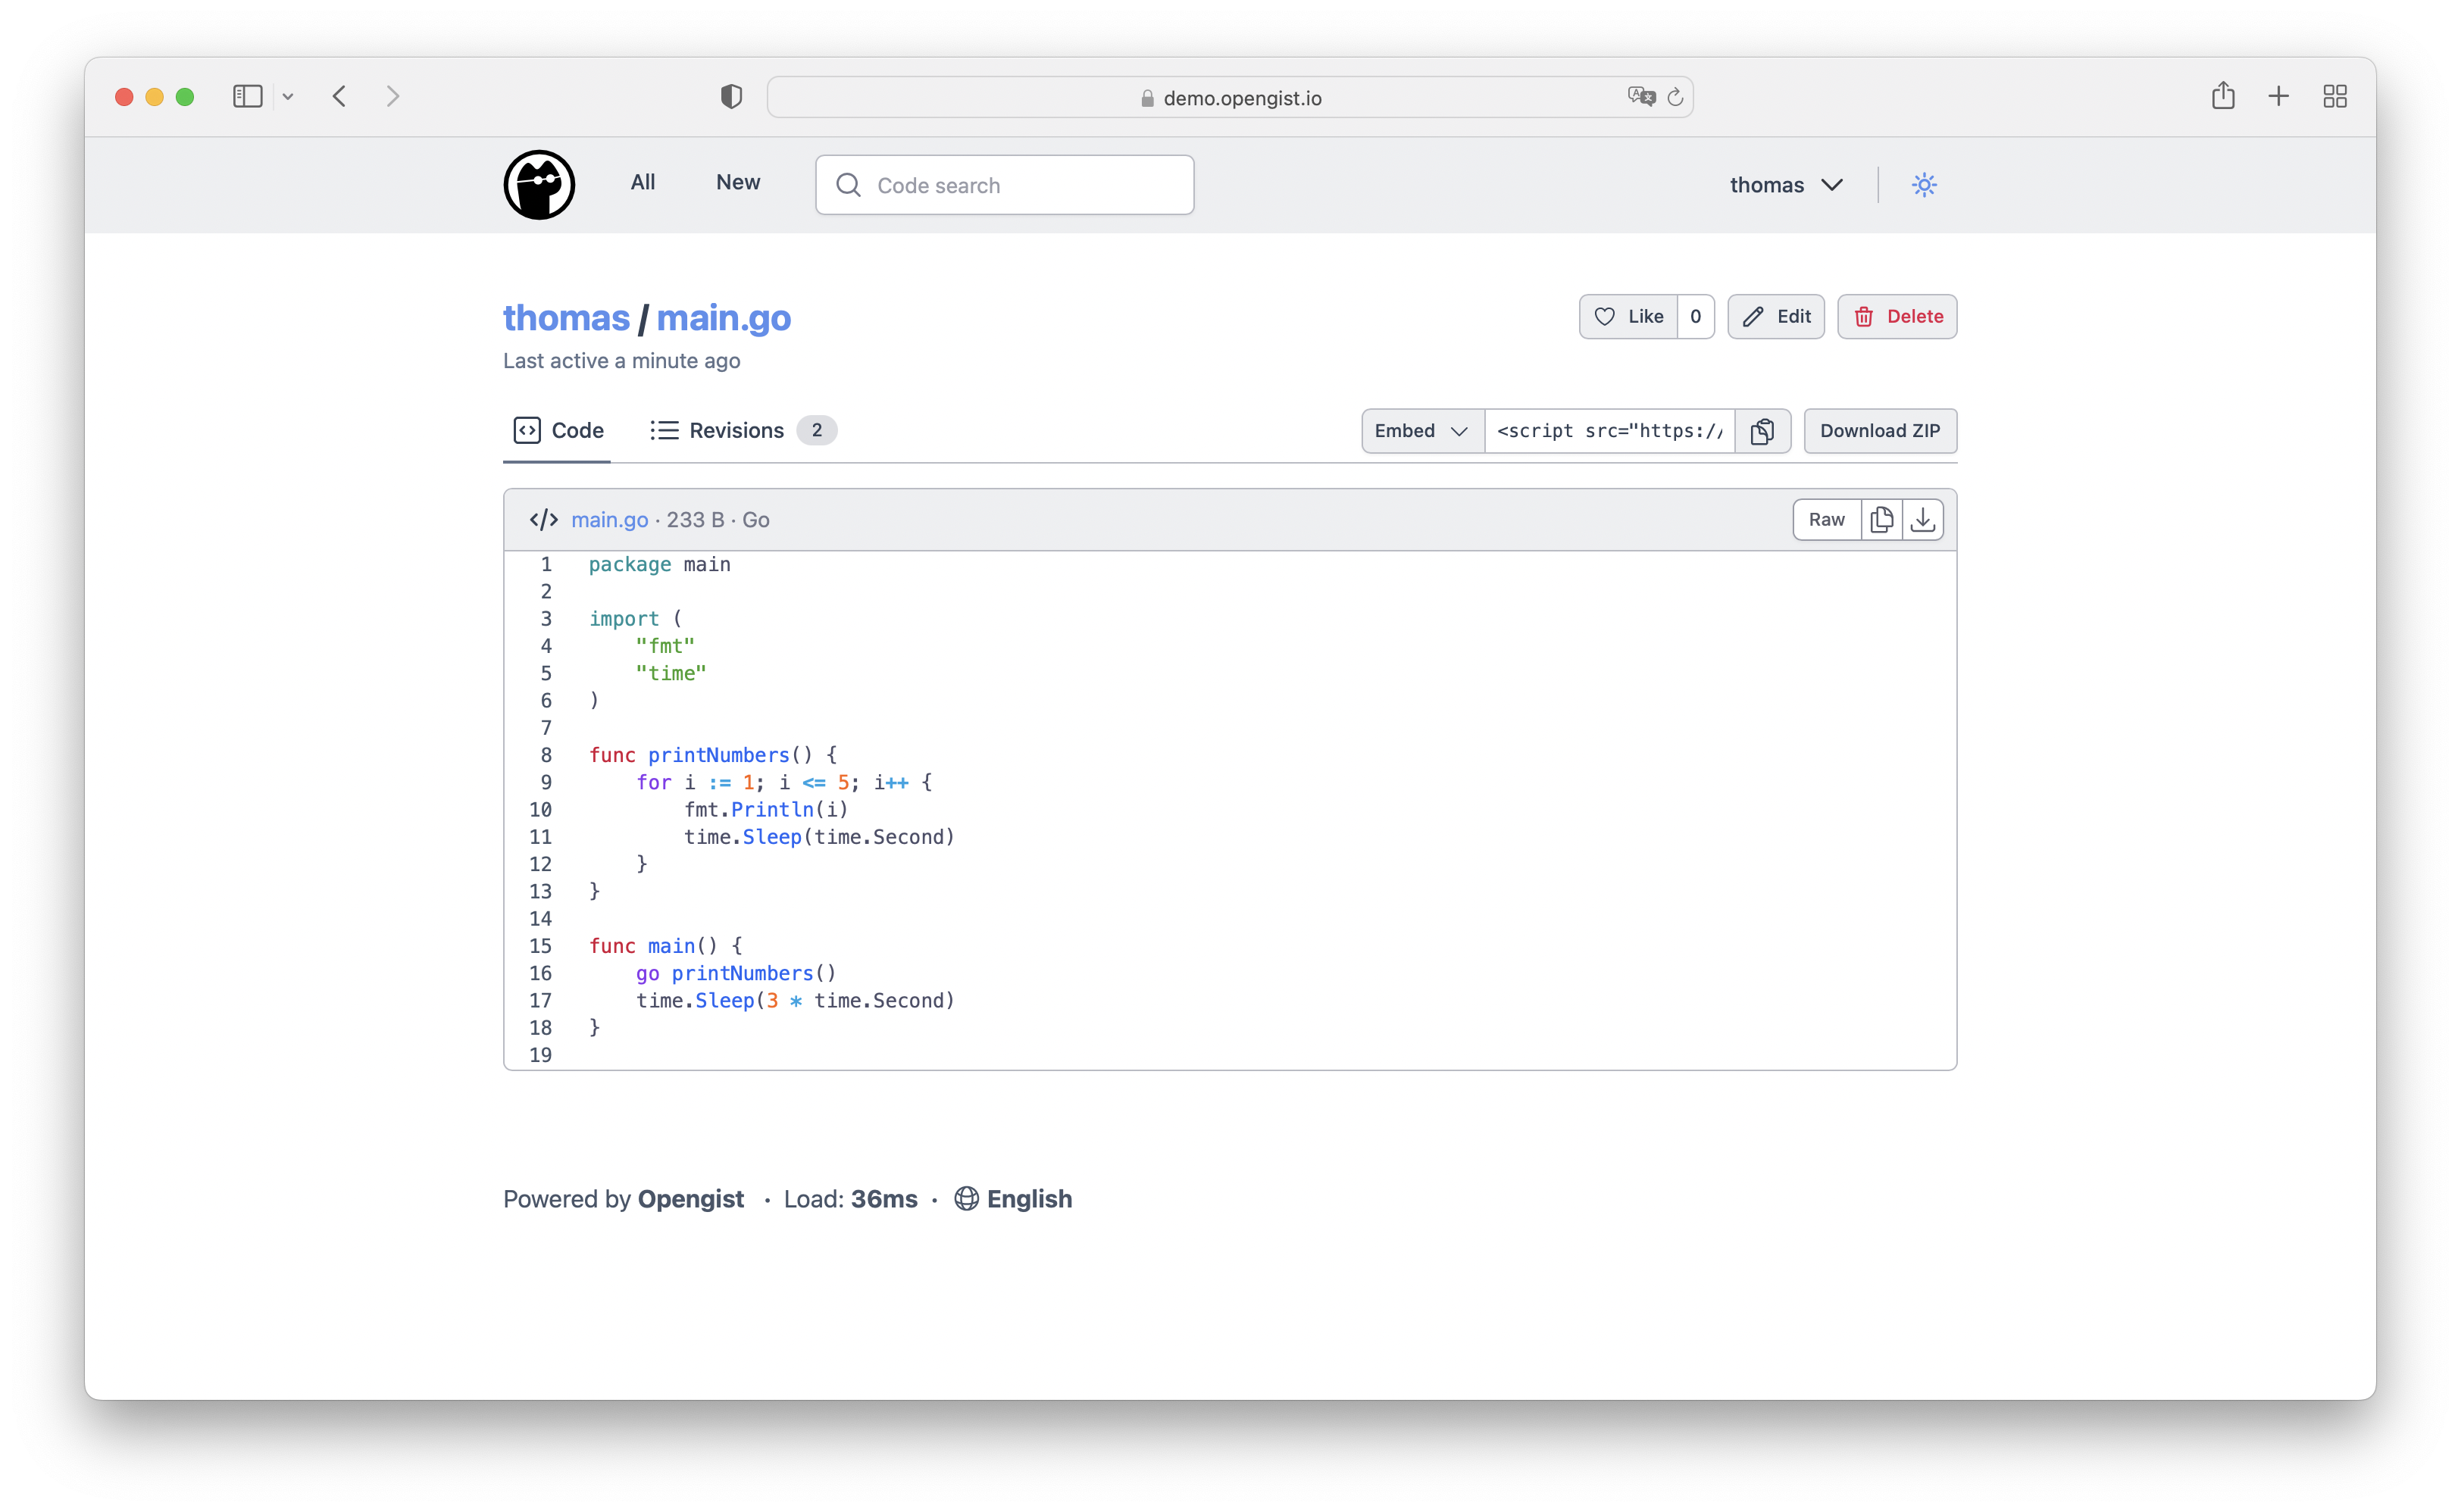 demo.opengist.io
All New Code search thomas
thomas / main.go
Like 0 Edit Delete
Last active a minute ago
Code Revisions 2 Embed <script src="https:// Download ZIP
main.go · 233 B · Go Raw
1 package main
2
3 import (
4     "fmt"
5     "time"
6 )
7
8 func printNumbers() {
9     for i := 1; i <= 5; i++ {
10         fmt.Println(i)
11         time.Sleep(time.Second)
12     }
13 }
14
15 func main() {
16     go printNumbers()
17     time.Sleep(3 * time.Second)
18 }
19
Powered by Opengist · Load: 36ms · English